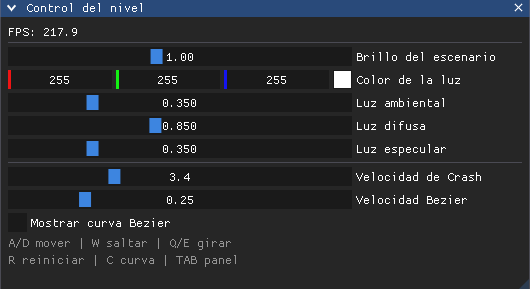 Control del nivel
FPS: 217.9
1.00 Brillo del escenario
255 255 255 Color de la luz
0.350 Luz ambiental
0.850 Luz difusa
0.350 Luz especular
3.4 Velocidad de Crash
0.25 Velocidad Bezier
Mostrar curva Bezier
A/D mover | W saltar | Q/E girar
R reiniciar | C curva | TAB panel